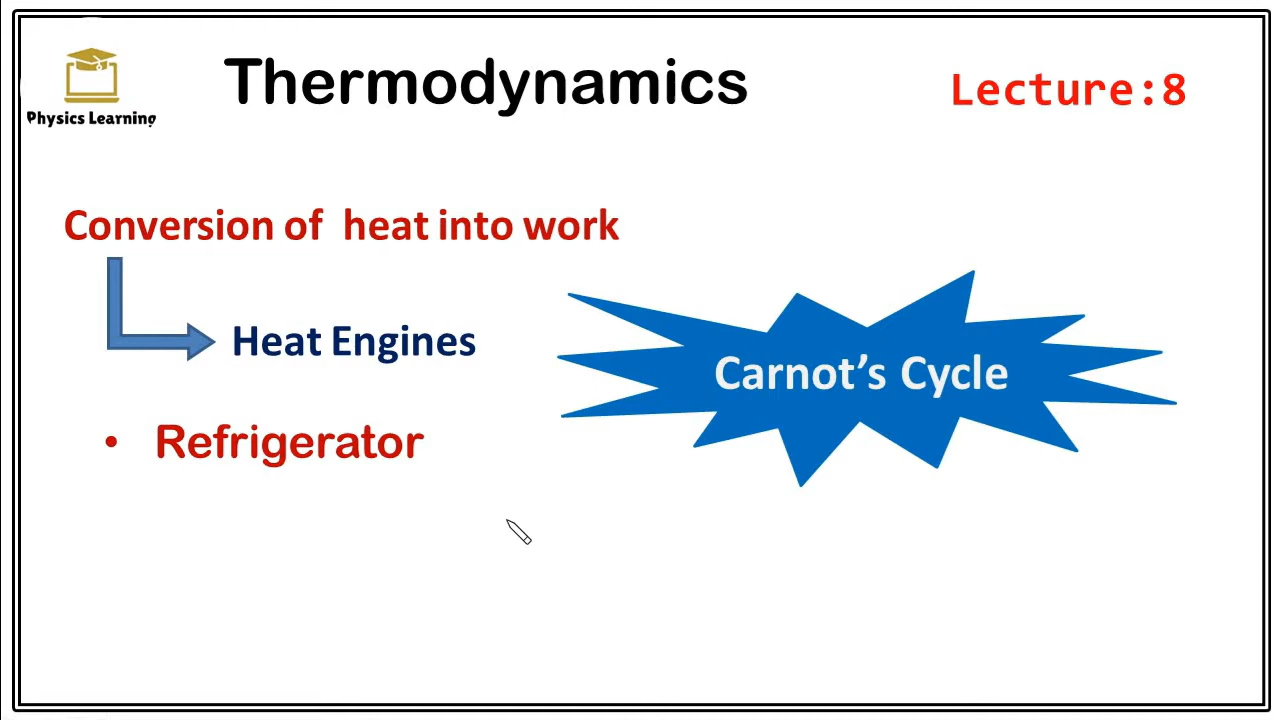 Thermodynamics
Lecture:8
Physics Learning
Conversion of heat into work
Heat Engines
Carnot’s Cycle
• Refrigerator